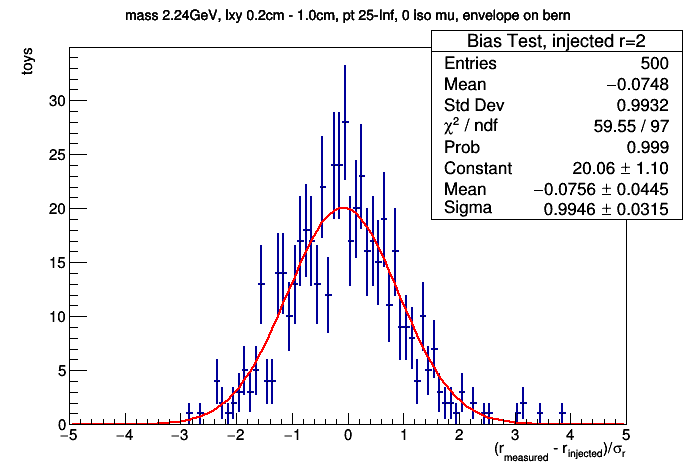 mass 2.24GeV, lxy 0.2cm - 1.0cm, pt 25-Inf, 0 Iso mu, envelope on bern
Bias Test, injected r=2
Entries 500
Mean −0.0748
Std Dev 0.9932
χ² / ndf 59.55 / 97
Prob 0.999
Constant 20.06 ± 1.10
Mean −0.0756 ± 0.0445
Sigma 0.9946 ± 0.0315
toys
30
25
20
15
10
5
0
−5 −4 −3 −2 −1 0 1 2 3 4 5
(r_measured - r_injected)/σ_r